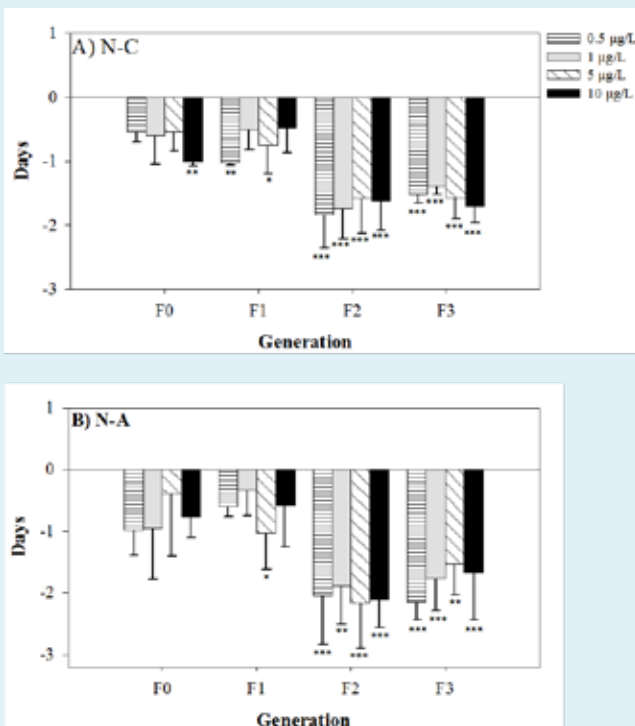 A) N-C
0.5 µg/L
1 µg/L
5 µg/L
10 µg/L
1
0
-1
-2
-3
Days
** ** * *** *** *** *** *** *** *** ***
F0 F1 F2 F3
Generation
B) N-A
1
0
-1
-2
-3
Days
* *** ** *** *** *** *** ** ***
F0 F1 F2 F3
Generation